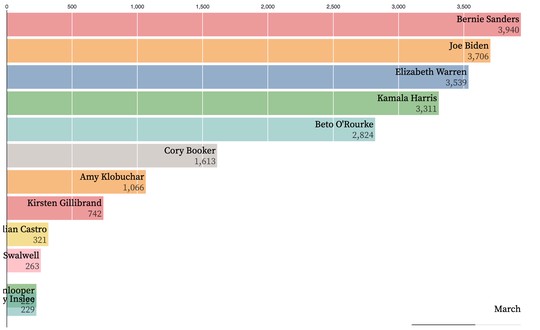 0 500 1,000 1,500 2,000 2,500 3,000 3,500
Bernie Sanders
3,940
Joe Biden
3,706
Elizabeth Warren
3,539
Kamala Harris
3,311
Beto O'Rourke
2,824
Cory Booker
1,613
Amy Klobuchar
1,066
Kirsten Gillibrand
742
lian Castro
321
Swalwell
263
nlooper
y Inslee
229
March